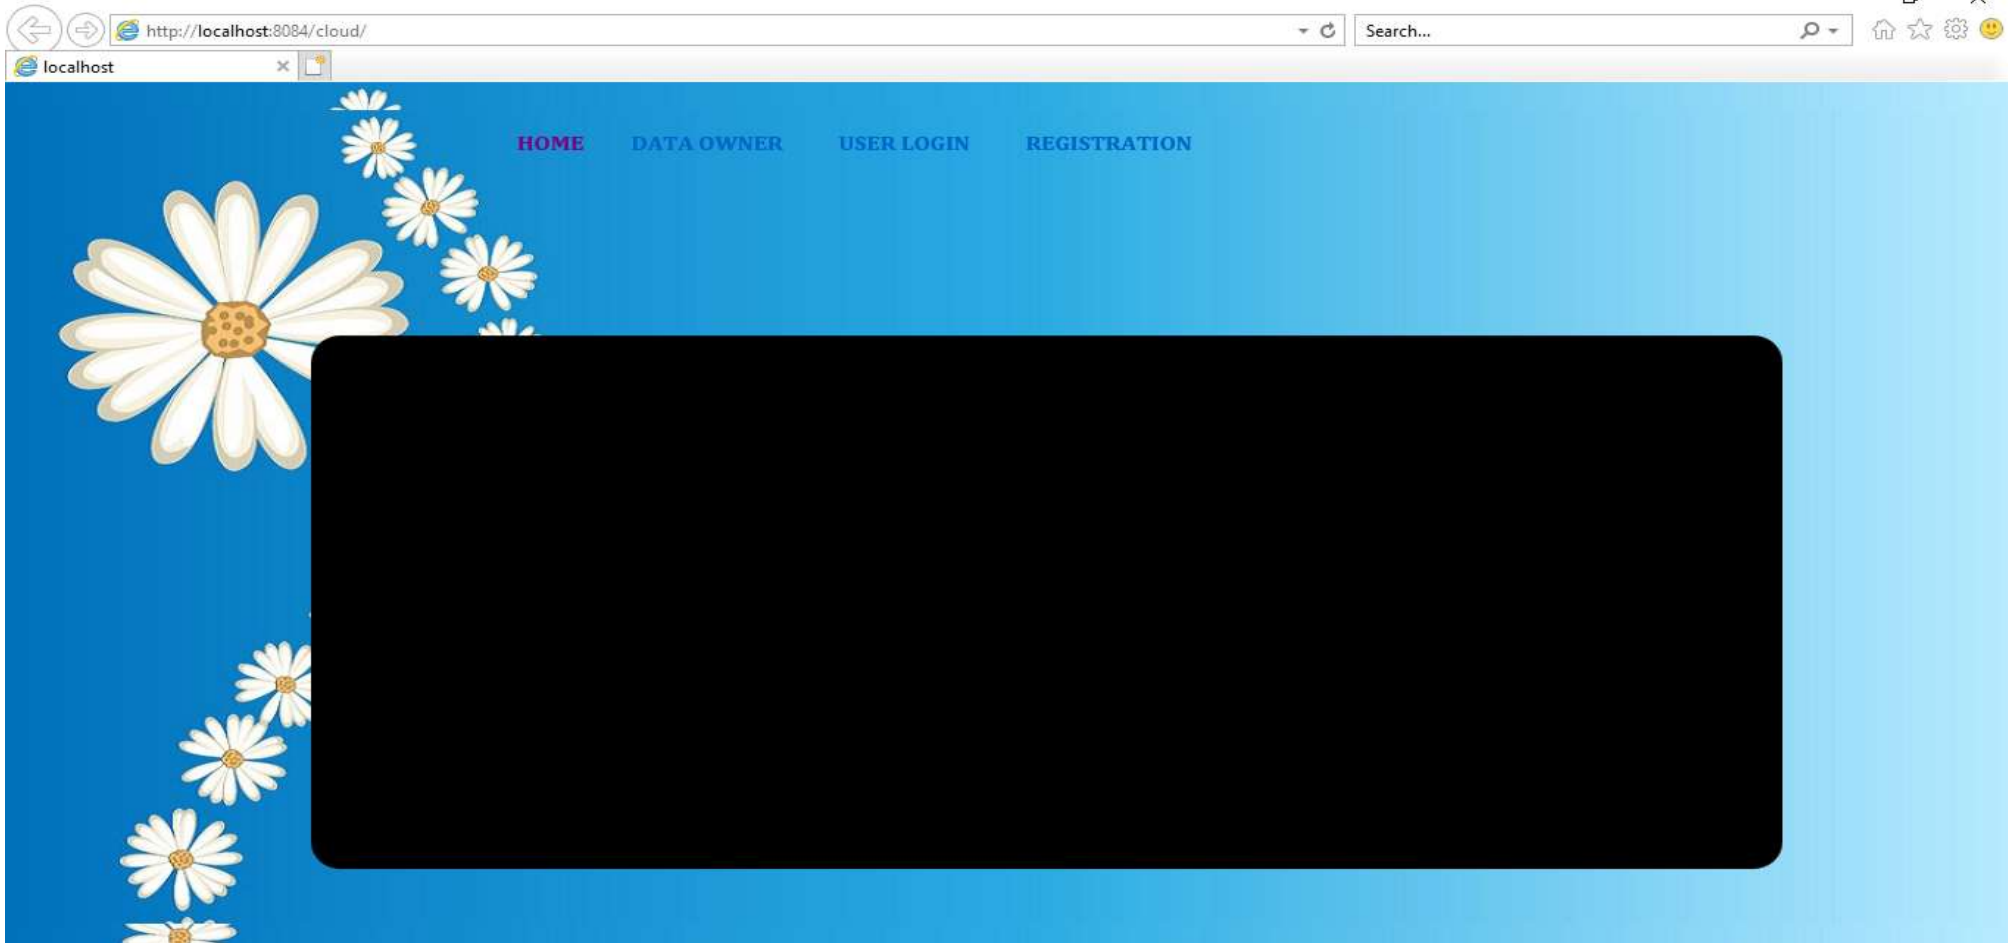 http://localhost:8084/cloud/
Search...
localhost
HOME DATA OWNER USER LOGIN REGISTRATION